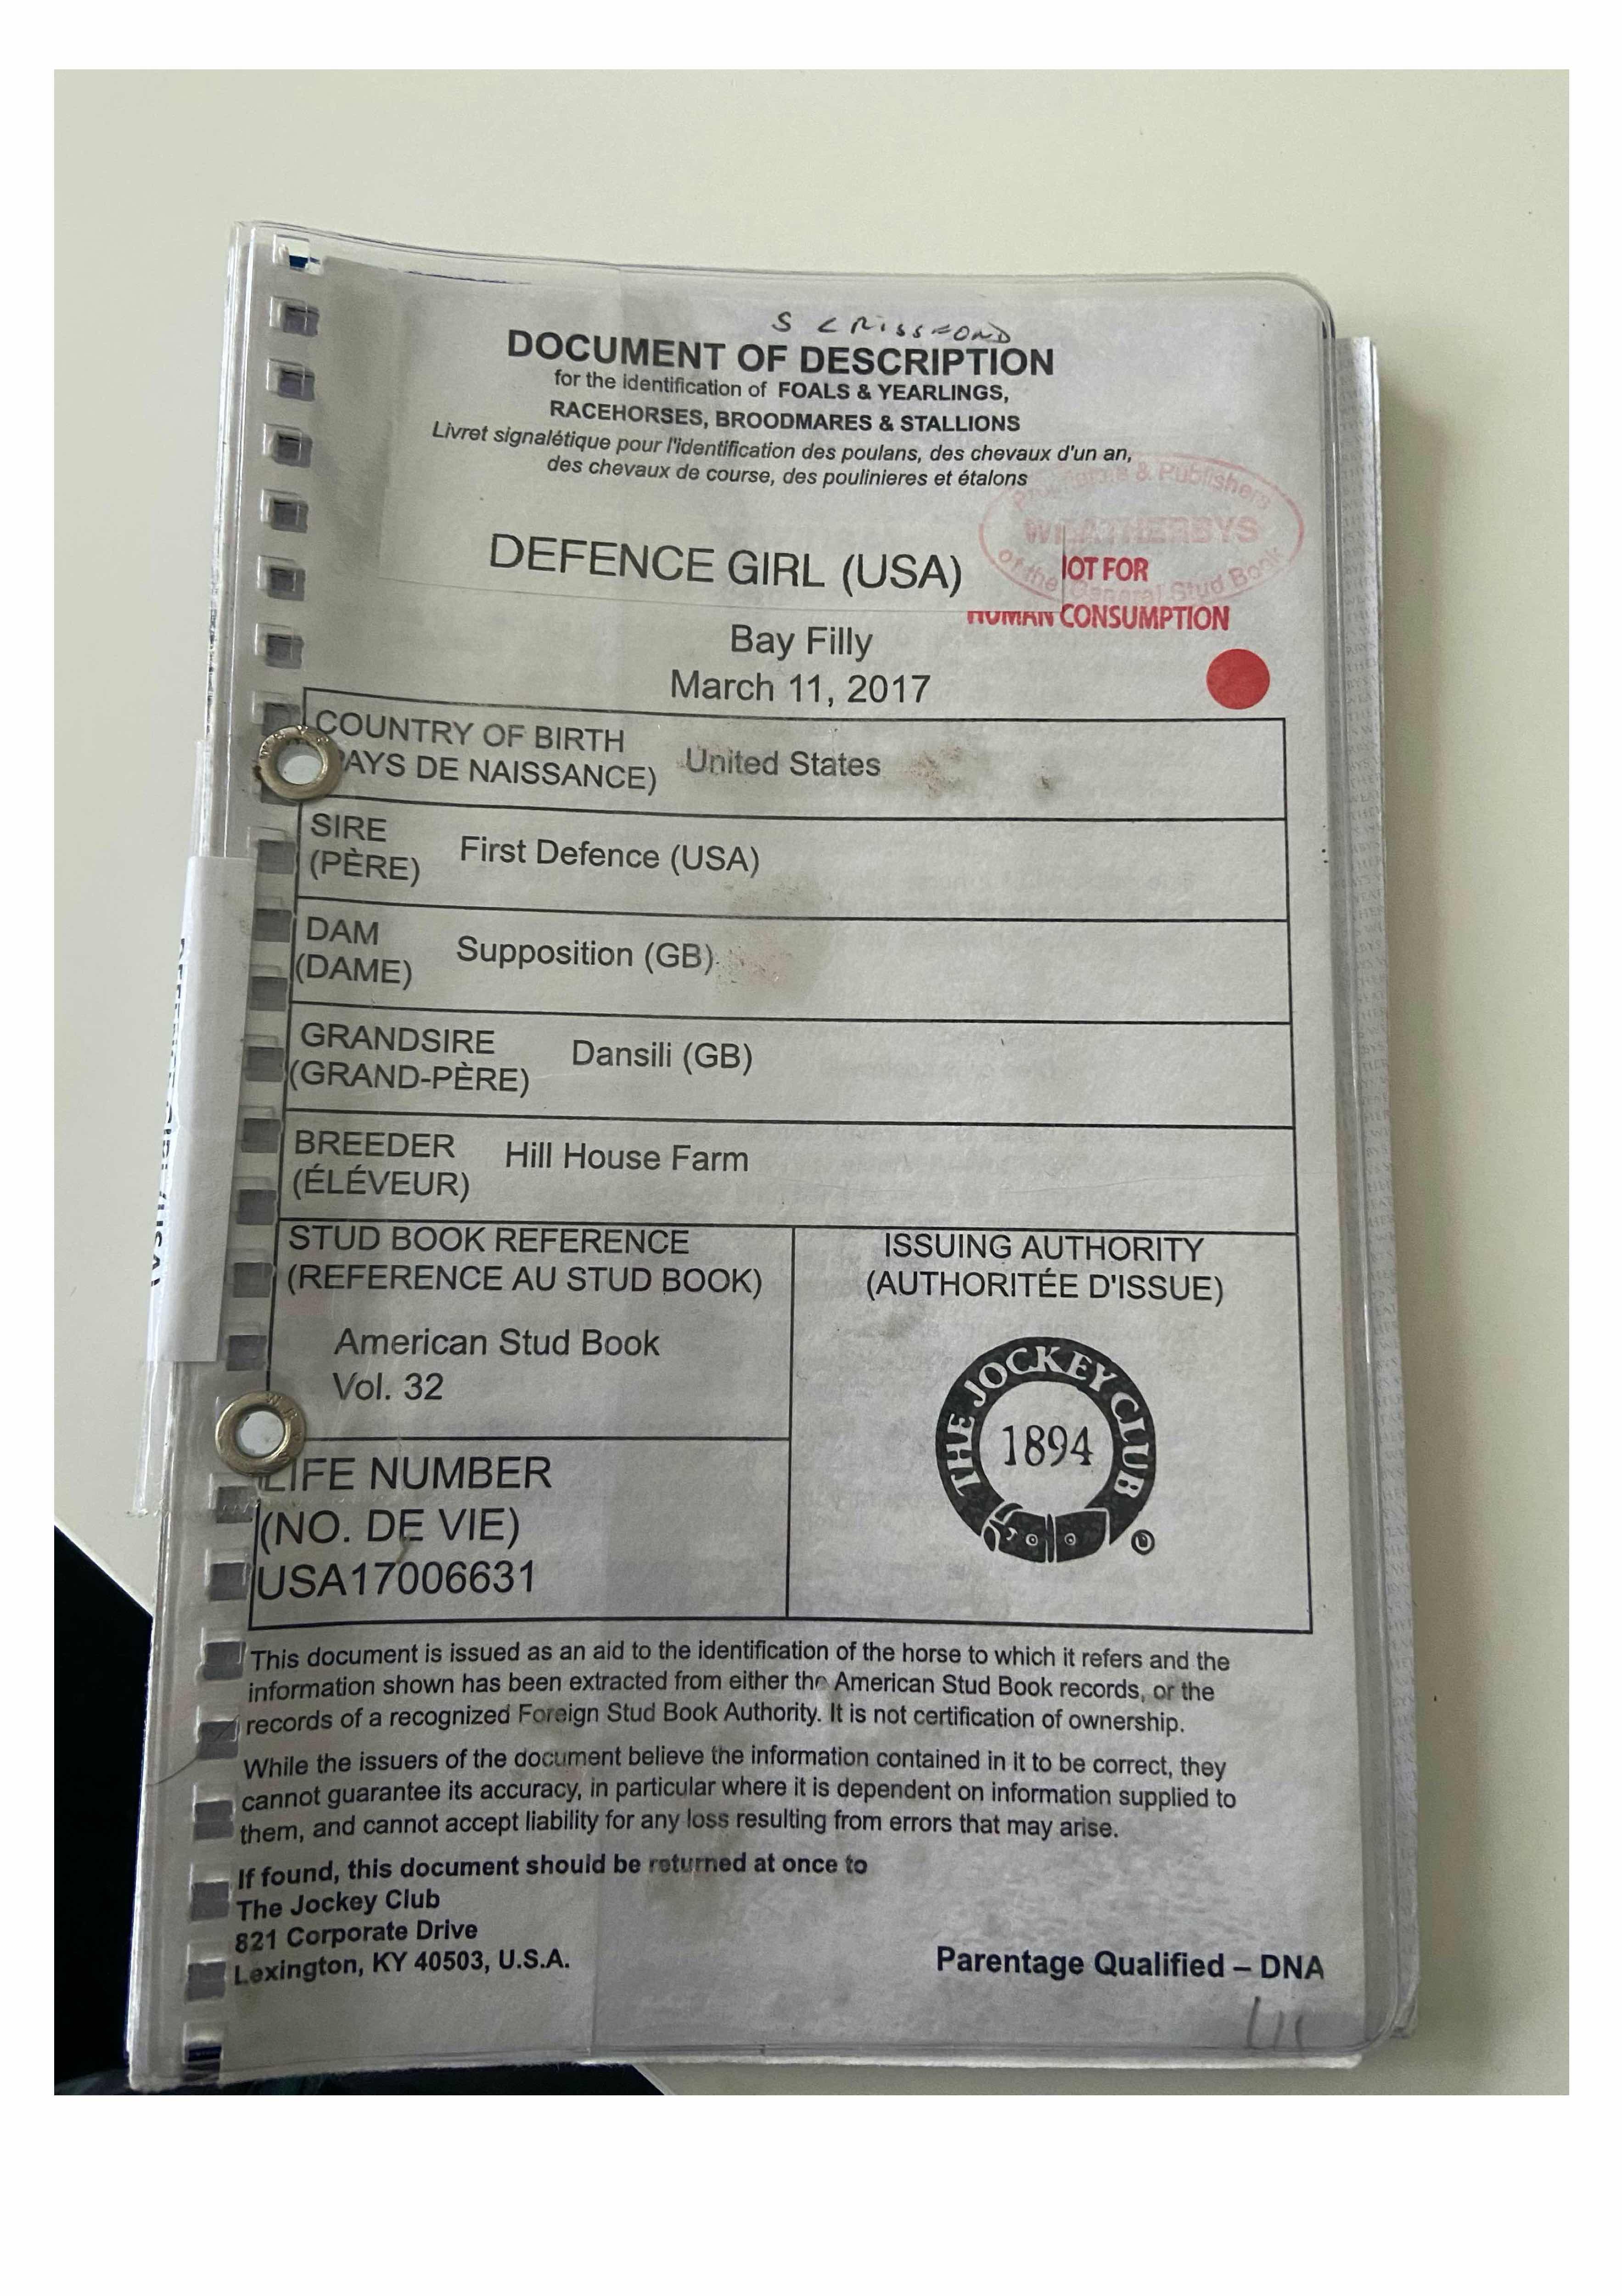 DOCUMENT OF DESCRIPTION
for the identification of FOALS & YEARLINGS,
RACEHORSES, BROODMARES & STALLIONS
Livret signalétique pour l'identification des poulans, des chevaux d'un an,
des chevaux de course, des poulinieres et étalons
& Publishers
WEATHERBYS
of the General Stud Book
DEFENCE GIRL (USA)
OT FOR
HUMAN CONSUMPTION
Bay Filly
March 11, 2017
COUNTRY OF BIRTH
PAYS DE NAISSANCE)
United States
SIRE
(PÈRE)
First Defence (USA)
DAM
(DAME)
Supposition (GB)
GRANDSIRE
(GRAND-PÈRE)
Dansili (GB)
BREEDER
(ÉLÉVEUR)
Hill House Farm
STUD BOOK REFERENCE
(REFERENCE AU STUD BOOK)
American Stud Book
Vol. 32
ISSUING AUTHORITY
(AUTHORITÉE D'ISSUE)
THE JOCKEY CLUB
1894
®
LIFE NUMBER
(NO. DE VIE)
USA17006631
This document is issued as an aid to the identification of the horse to which it refers and the
information shown has been extracted from either the American Stud Book records, or the
records of a recognized Foreign Stud Book Authority. It is not certification of ownership.
While the issuers of the document believe the information contained in it to be correct, they
cannot guarantee its accuracy, in particular where it is dependent on information supplied to
them, and cannot accept liability for any loss resulting from errors that may arise.
If found, this document should be returned at once to
The Jockey Club
821 Corporate Drive
Lexington, KY 40503, U.S.A.
Parentage Qualified – DNA